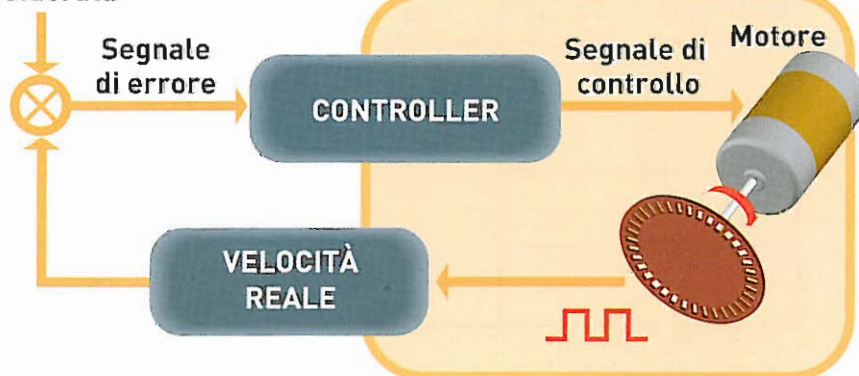 Segnale
di errore
CONTROLLER
Segnale di
controllo
Motore
VELOCITÀ
REALE